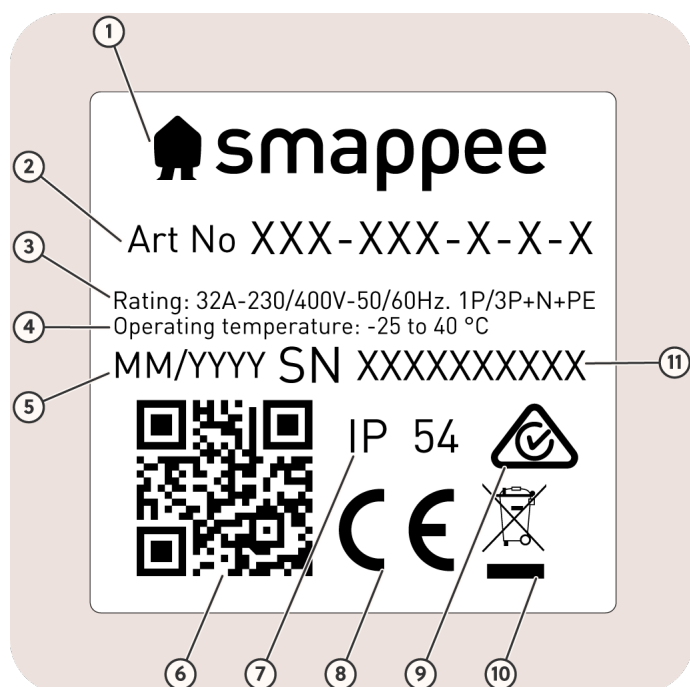 1
smappee
2
Art No XXX-XXX-X-X-X
3
Rating: 32A-230/400V-50/60Hz. 1P/3P+N+PE
4
Operating temperature: -25 to 40 °C
MM/YYYY SN XXXXXXXXXX
11
5
IP 54
CE
6 7 8 9 10